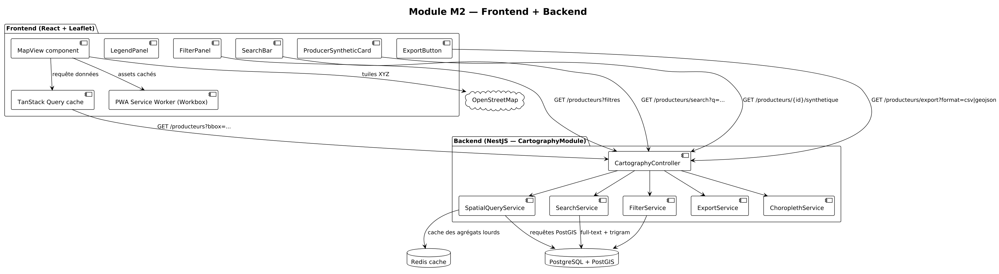 Module M2 — Frontend + Backend
Frontend (React + Leaflet)
MapView component
LegendPanel
FilterPanel
SearchBar
ProducerSyntheticCard
ExportButton
requête données
assets cachés
tuiles XYZ
TanStack Query cache
PWA Service Worker (Workbox)
OpenStreetMap
GET /producteurs?filtres
GET /producteurs/search?q=...
GET /producteurs/{id}/synthetique
GET /producteurs/export?format=csv|geojson
GET /producteurs?bbox=...
Backend (NestJS — CartographyModule)
CartographyController
SpatialQueryService
SearchService
FilterService
ExportService
ChoroplethService
cache des agrégats lourds
requêtes PostGIS
full-text + trigram
Redis cache
PostgreSQL + PostGIS